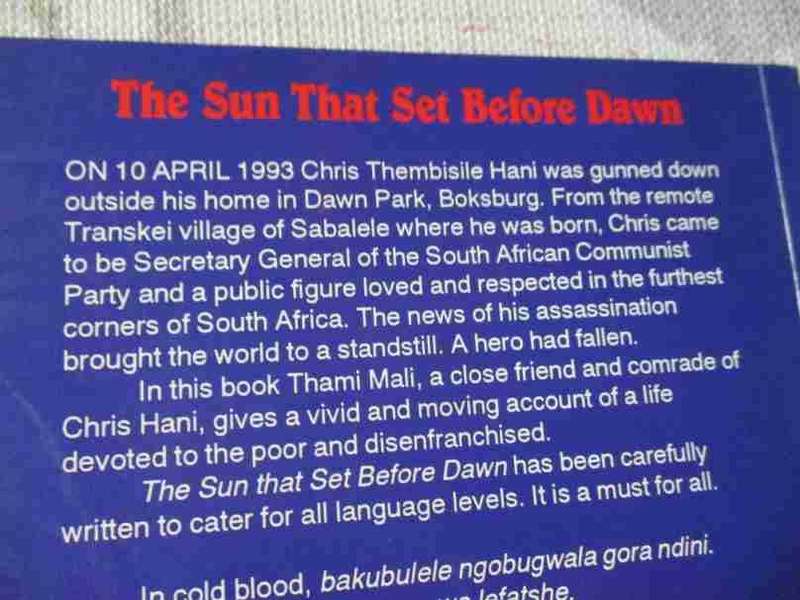 The Sun That Set Before Dawn
ON 10 APRIL 1993 Chris Thembisile Hani was gunned down
outside his home in Dawn Park, Boksburg. From the remote
Transkei village of Sabalele where he was born, Chris came
to be Secretary General of the South African Communist
Party and a public figure loved and respected in the furthest
corners of South Africa. The news of his assassination
brought the world to a standstill. A hero had fallen.
In this book Thami Mali, a close friend and comrade of
Chris Hani, gives a vivid and moving account of a life
devoted to the poor and disenfranchised.
The Sun that Set Before Dawn has been carefully
written to cater for all language levels. It is a must for all.
In cold blood, bakubulele ngobugwala gora ndini.
lefatshe.